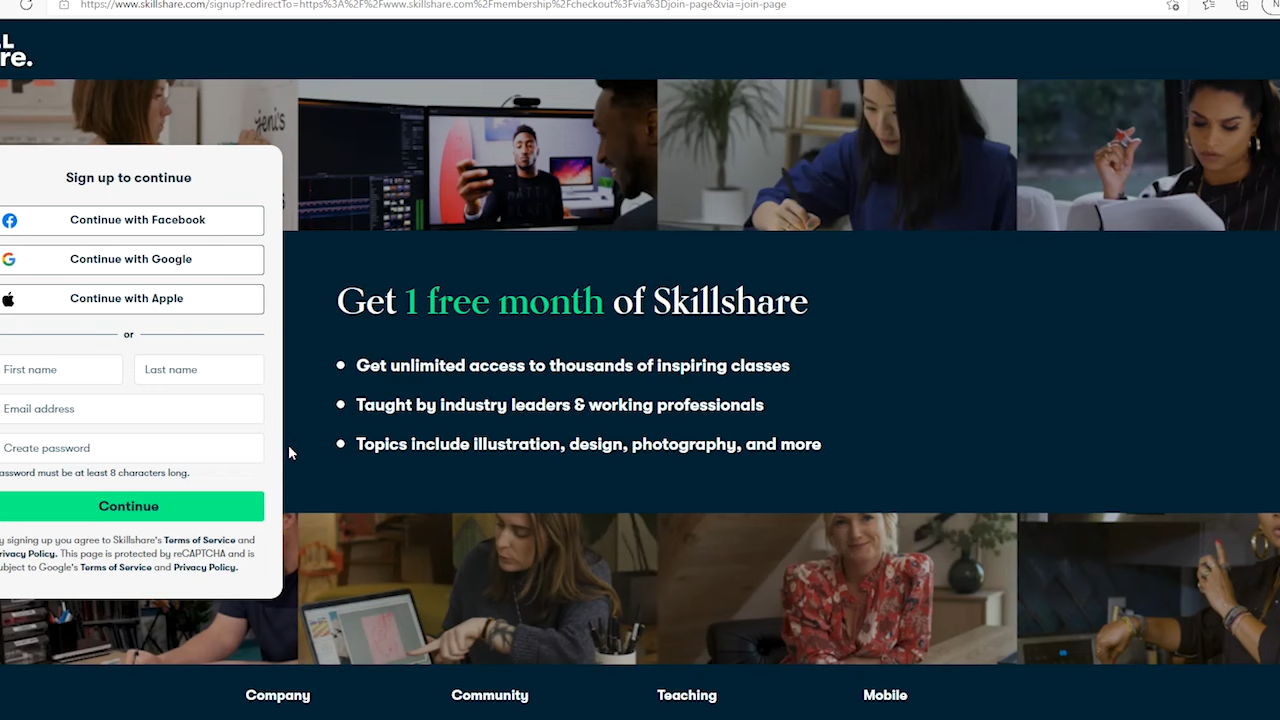 https://www.skillshare.com/signup?redirectTo=https%3A%2F%2Fwww.skillshare.com%2Fmembership%2Fcheckout%3Fvia%3Djoin-page&via=join-page
LL
re.
jeni's
Sign up to continue
Continue with Facebook
Continue with Google
Continue with Apple
or
First name
Last name
Email address
Create password
assword must be at least 8 characters long.
Continue
y signing up you agree to Skillshare's Terms of Service and
rivacy Policy. This page is protected by reCAPTCHA and is
ubject to Google's Terms of Service and Privacy Policy.
Get 1 free month of Skillshare
Get unlimited access to thousands of inspiring classes
Taught by industry leaders & working professionals
Topics include illustration, design, photography, and more
Company
Community
Teaching
Mobile